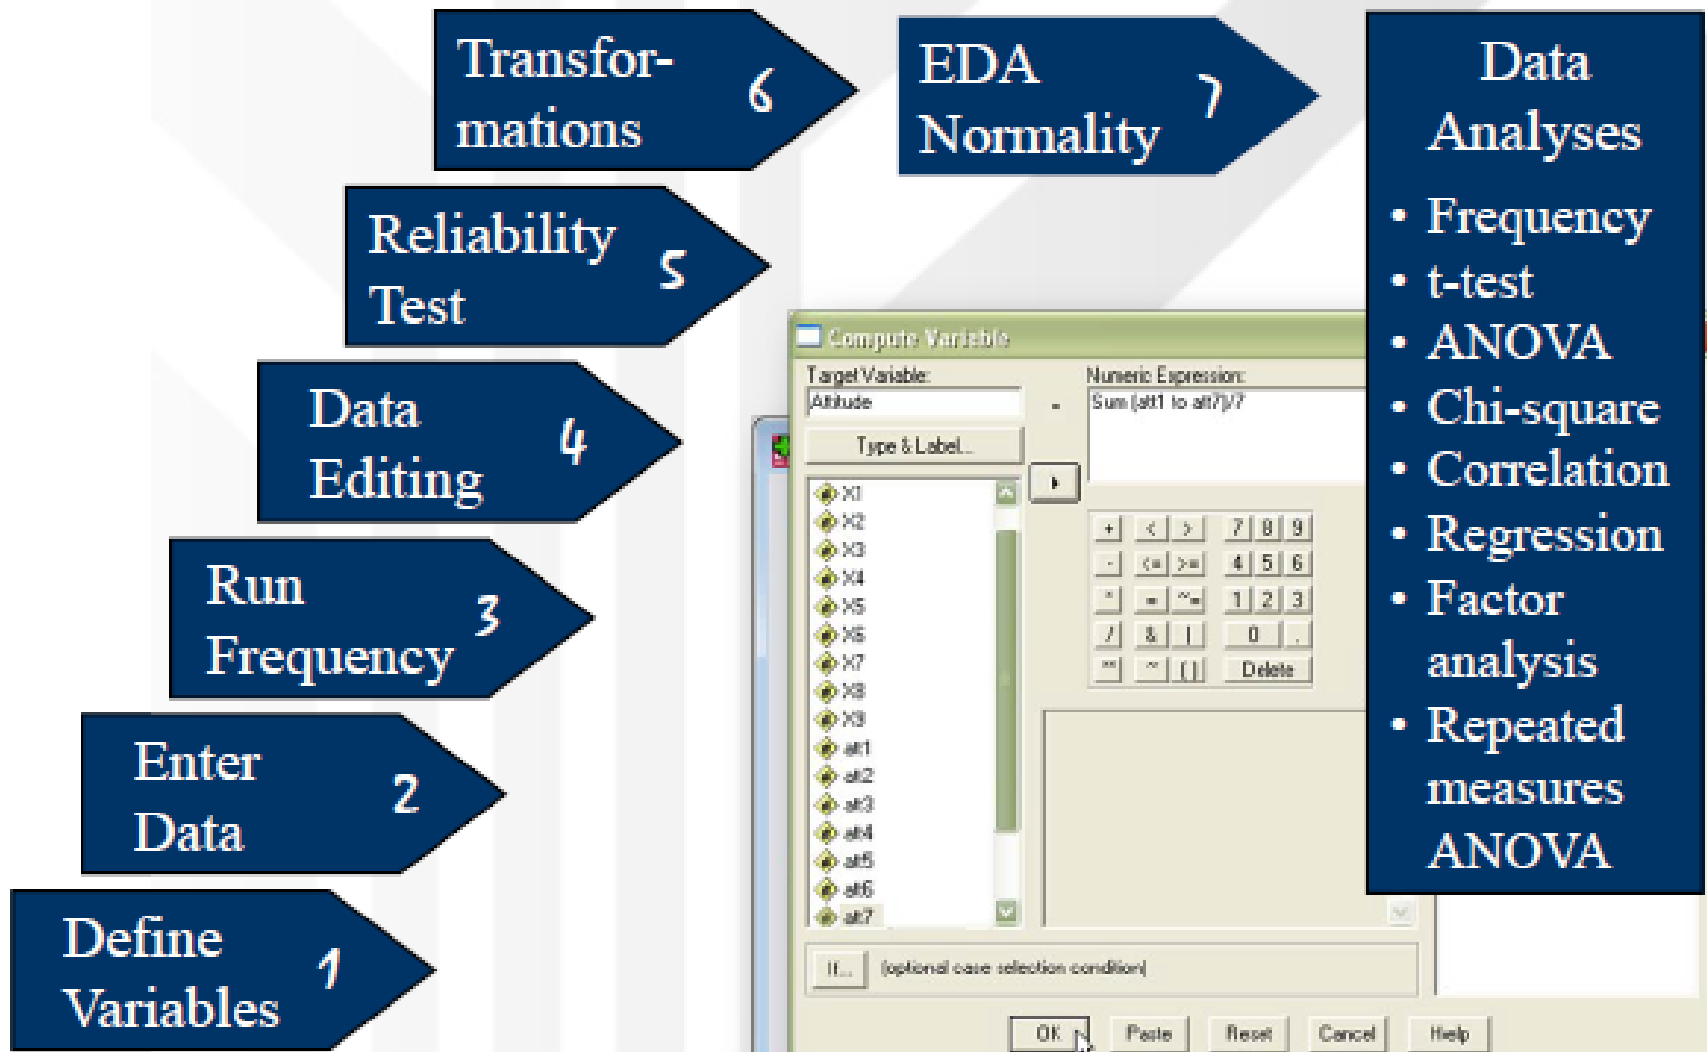 Transfor-
mations
6
EDA
Normality
7
Data
Analyses
• Frequency
• t-test
• ANOVA
• Chi-square
• Correlation
• Regression
• Factor
analysis
• Repeated
measures
ANOVA
Reliability
Test
5
Data
Editing
4
Run
Frequency
3
Enter
Data
2
Define
Variables
1
Compute Variable
Target Variable:
Numeric Expression:
Attitude
=
Sum (att1 to att7)/7
Type & Label...
X1
X2
X3
X4
X5
X6
X7
X8
X9
att1
att2
att3
att4
att5
att6
att7
+ < > 7 8 9
- <= >= 4 5 6
* = ~= 1 2 3
/ & | 0 .
** ~ () Delete
If... (optional case selection condition)
OK Paste Reset Cancel Help